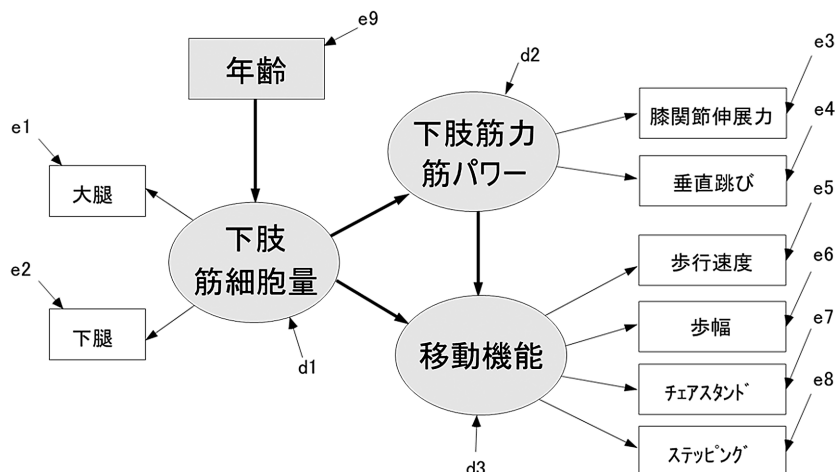 e9
年齢
d2
e3
膝関節伸展力
e4
下肢筋力
筋パワー
垂直跳び
e1
大腿
e5
歩行速度
下肢
筋細胞量
e2
下腿
e6
歩幅
移動機能
d1
e7
ﾁｪｱｽﾀﾝﾄﾞ
e8
ｽﾃｯﾋﾟﾝｸﾞ
d3